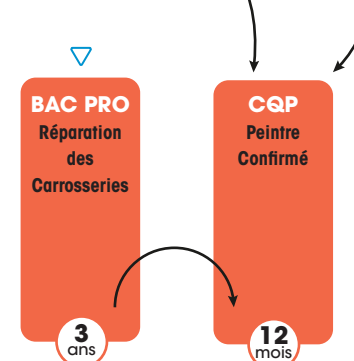 BAC PRO
Réparation
des
Carrosseries
3
ans
CQP
Peintre
Confirmé
12
mois